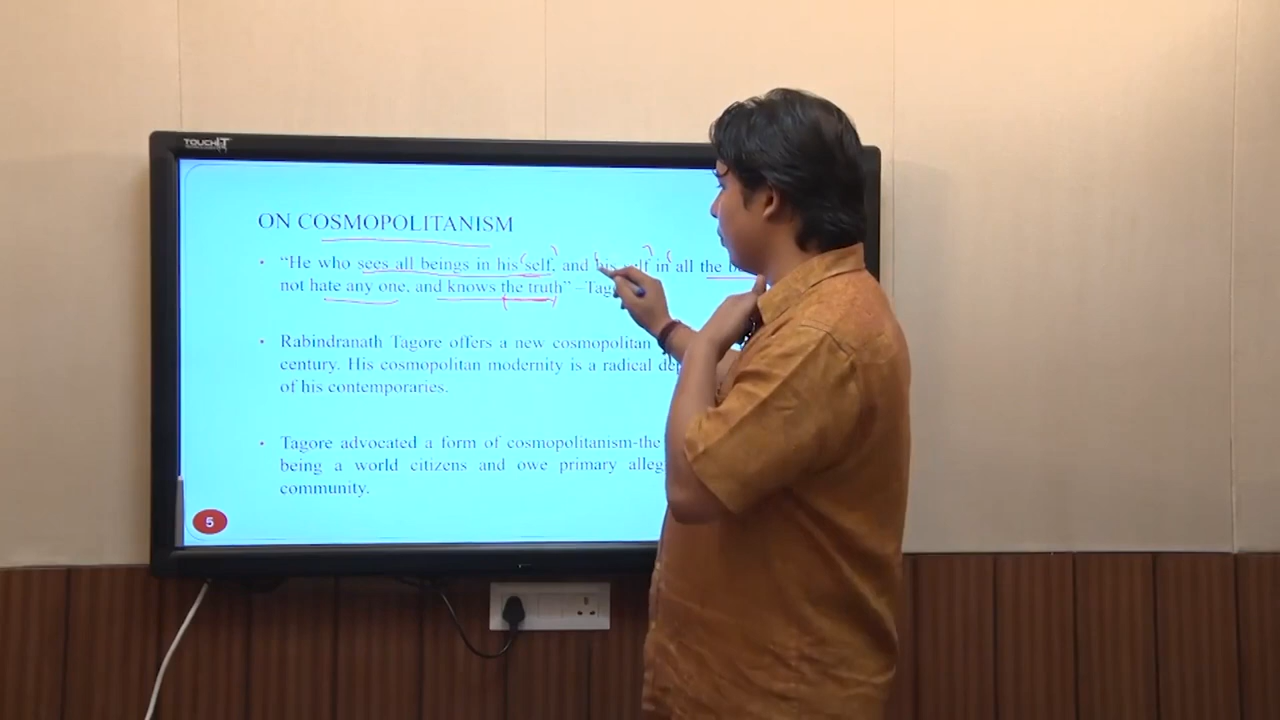 TOUCHIT
ON COSMOPOLITANISM
• “He who sees all beings in his self, and his self in all the
not hate any one, and knows the truth” –
• Rabindranath Tagore offers a new cosmopolitan
century. His cosmopolitan modernity is a radical
of his contemporaries.
• Tagore advocated a form of cosmopolitanism-the
being a world citizens and owe primary
community.
5